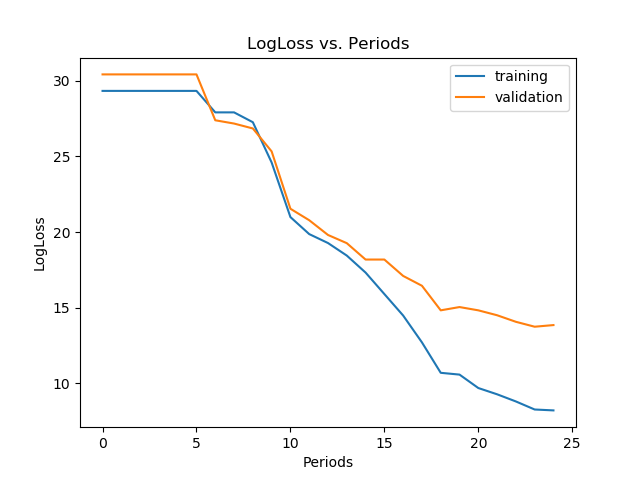 LogLoss vs. Periods
training
validation
LogLoss
30
25
20
15
10
0 5 10 15 20 25
Periods